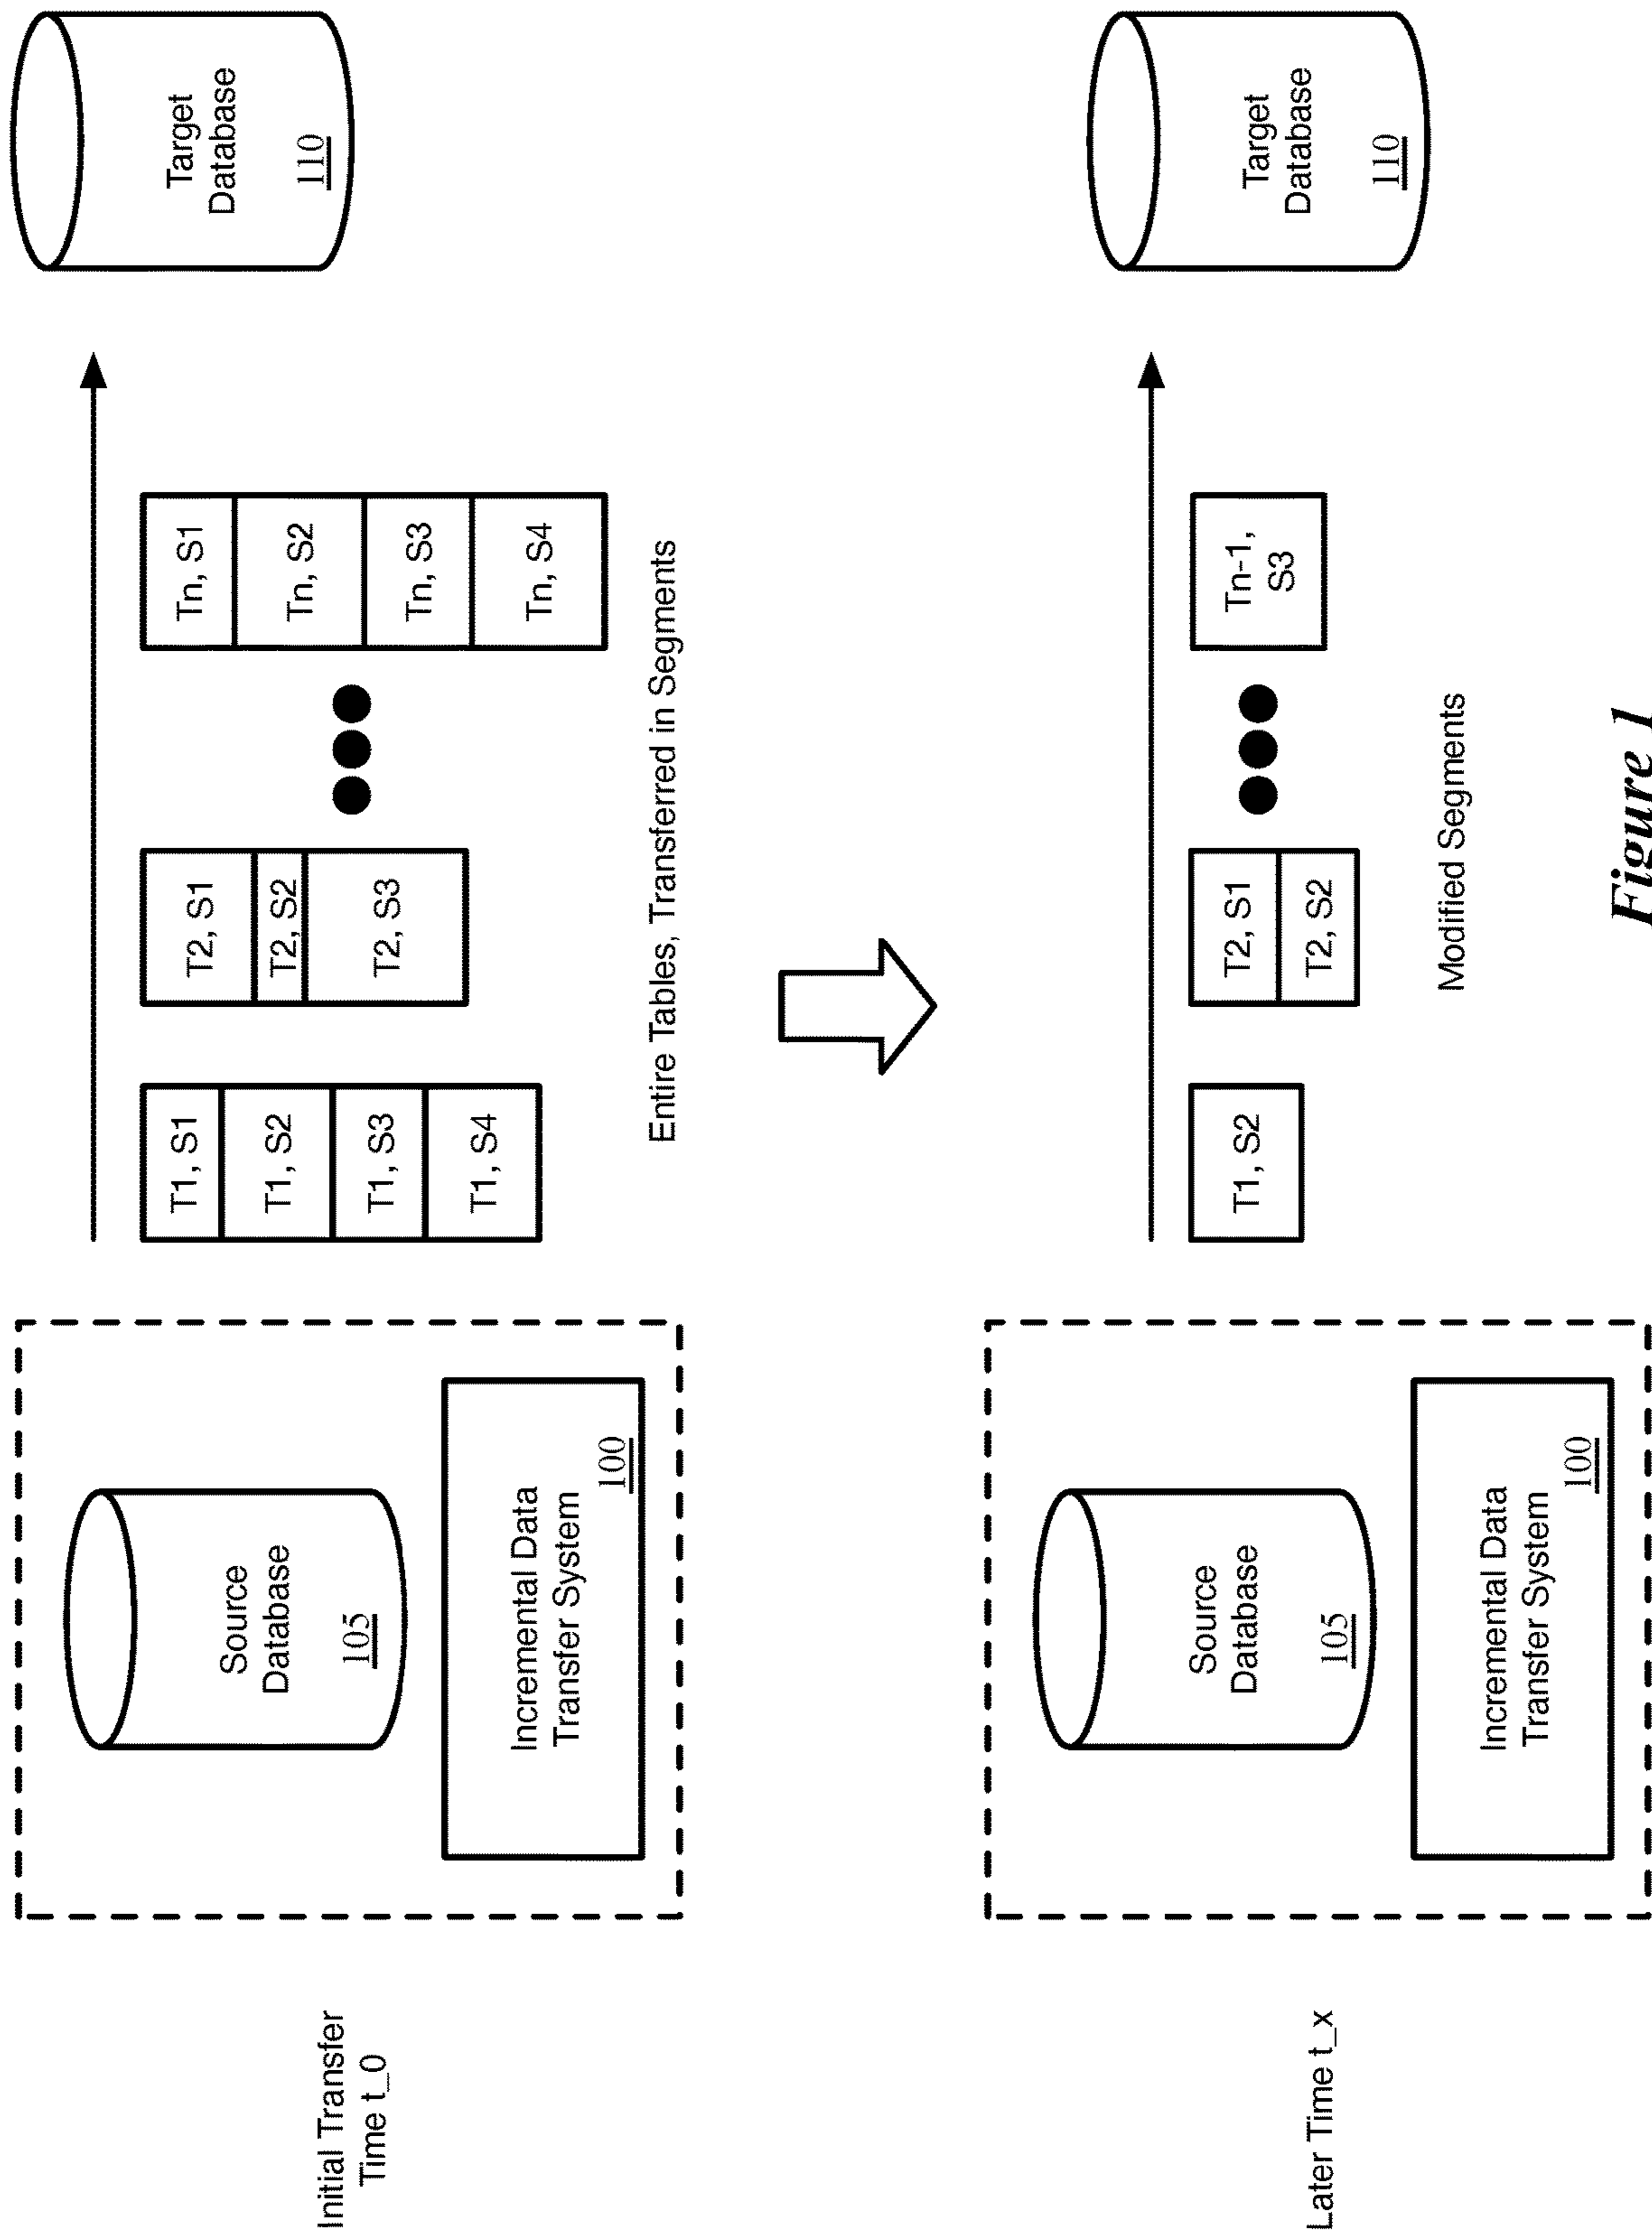 Initial Transfer
Time t_0
Source
Database
105
Incremental Data
Transfer System
100
T1, S1
T1, S2
T1, S3
T1, S4
T2, S1
T2, S2
T2, S3
Tn, S1
Tn, S2
Tn, S3
Tn, S4
Entire Tables, Transferred in Segments
Target
Database
110
Later Time t_x
Source
Database
105
Incremental Data
Transfer System
100
T1, S2
T2, S1
T2, S2
Tn-1,
S3
Modified Segments
Target
Database
110
Figure 1